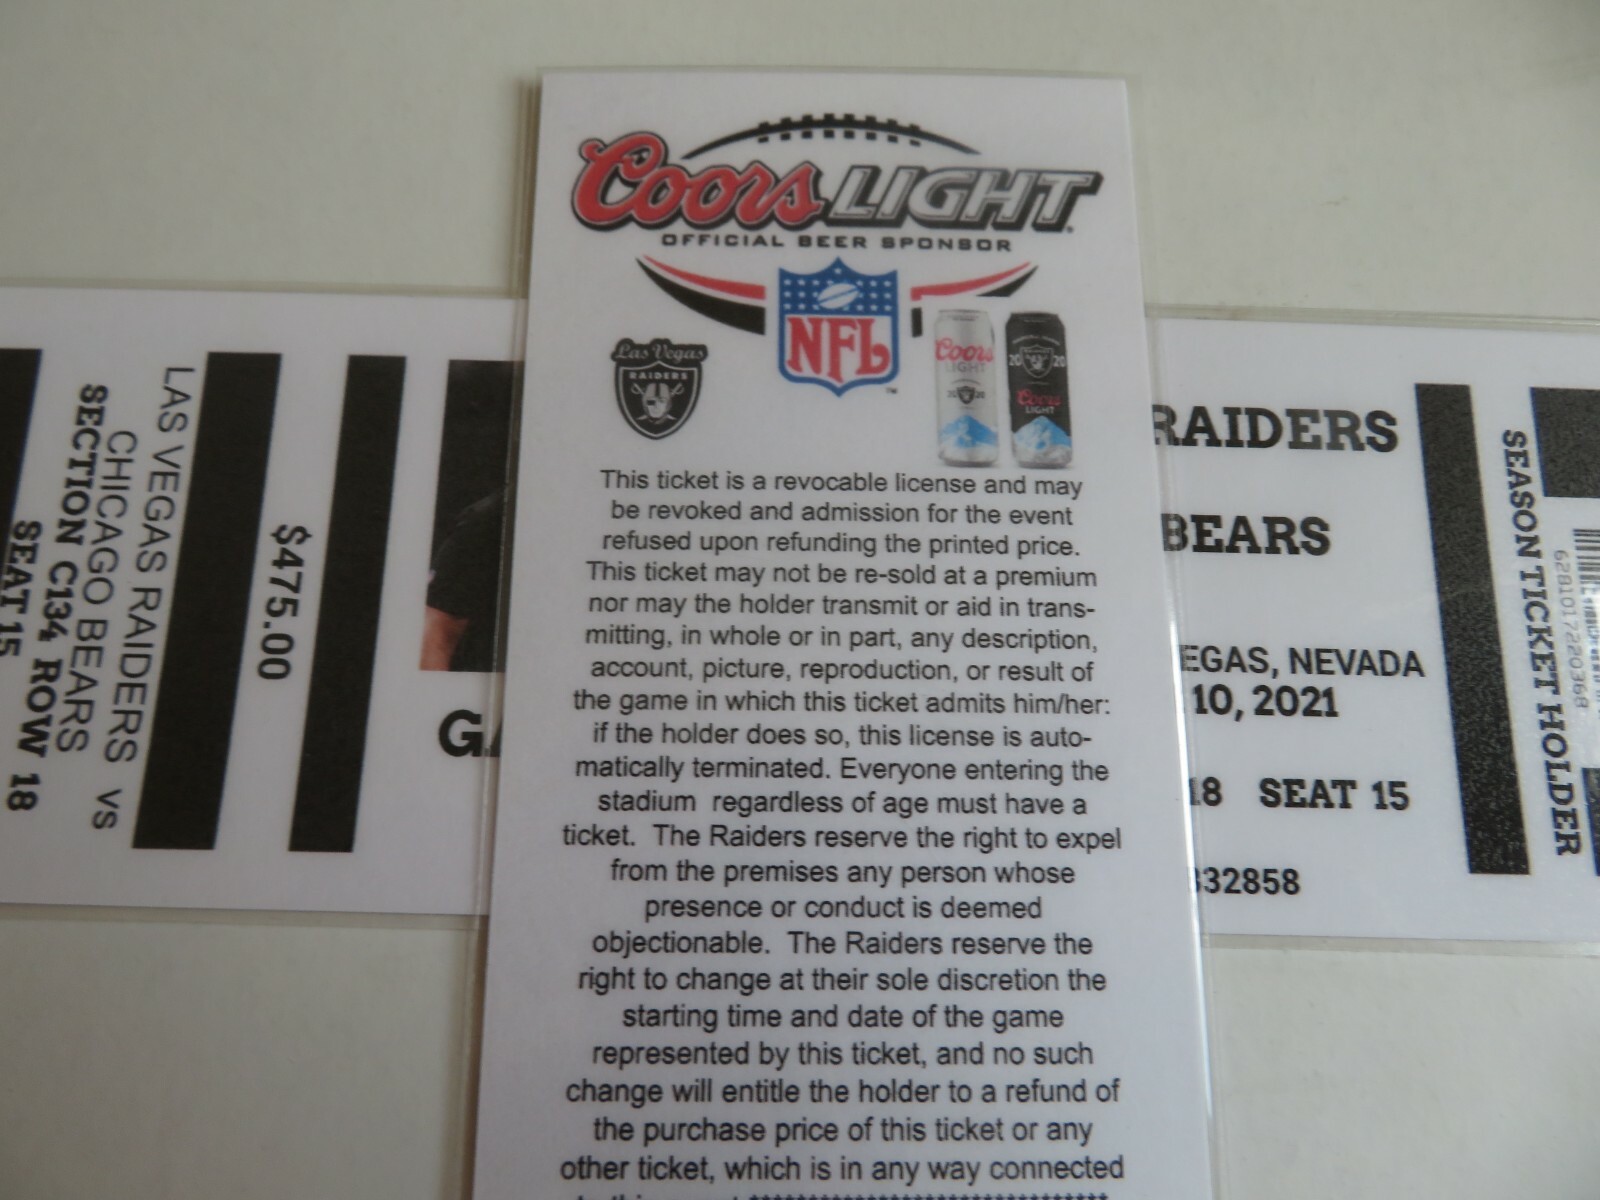 Coors LIGHT
OFFICIAL BEER SPONSOR
NFL
Las Vegas
RAIDERS
Coors
LIGHT
20 20
20 20
Coors
LIGHT
This ticket is a revocable license and may
be revoked and admission for the event
refused upon refunding the printed price.
This ticket may not be re-sold at a premium
nor may the holder transmit or aid in trans-
mitting, in whole or in part, any description,
account, picture, reproduction, or result of
the game in which this ticket admits him/her:
if the holder does so, this license is auto-
matically terminated. Everyone entering the
stadium regardless of age must have a
ticket. The Raiders reserve the right to expel
from the premises any person whose
presence or conduct is deemed
objectionable. The Raiders reserve the
right to change at their sole discretion the
starting time and date of the game
represented by this ticket, and no such
change will entitle the holder to a refund of
the purchase price of this ticket or any
other ticket, which is in any way connected
LAS VEGAS RAIDERS vs
CHICAGO BEARS
SECTION C134 ROW 18
SEAT 15
$475.00
GA
RAIDERS
BEARS
EGAS, NEVADA
10, 2021
18 SEAT 15
332858
SEASON TICKET HOLDER
6281017220368